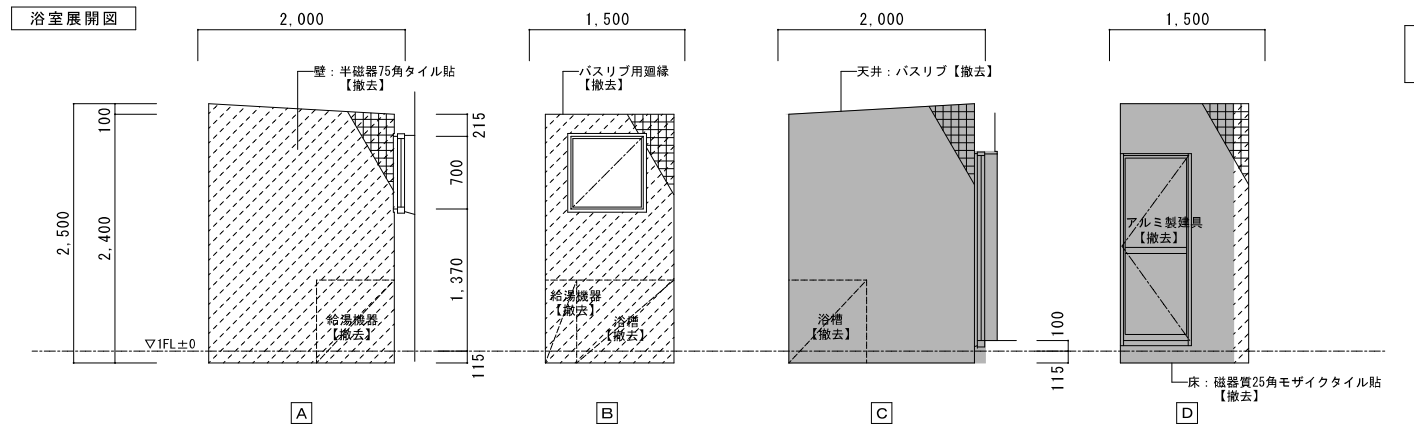 浴室展開図
2,000
1,500
2,000
1,500
壁：半磁器75角タイル貼
【撤去】
バスリブ用廻縁
【撤去】
天井：バスリブ【撤去】
100
2,500
2,400
215
700
1,370
115
給湯機器
【撤去】
給湯機器
【撤去】
浴槽
【撤去】
浴槽
【撤去】
アルミ製建具
【撤去】
100
115
▽1FL±0
床：磁器質25角モザイクタイル貼
【撤去】
A
B
C
D